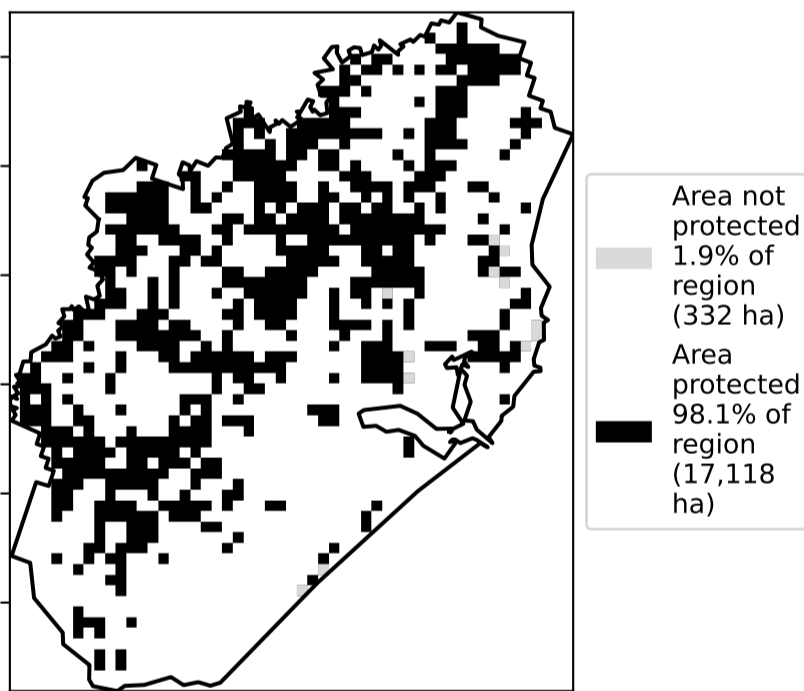 Area not
protected
1.9% of
region
(332 ha)
Area
protected
98.1% of
region
(17,118
ha)